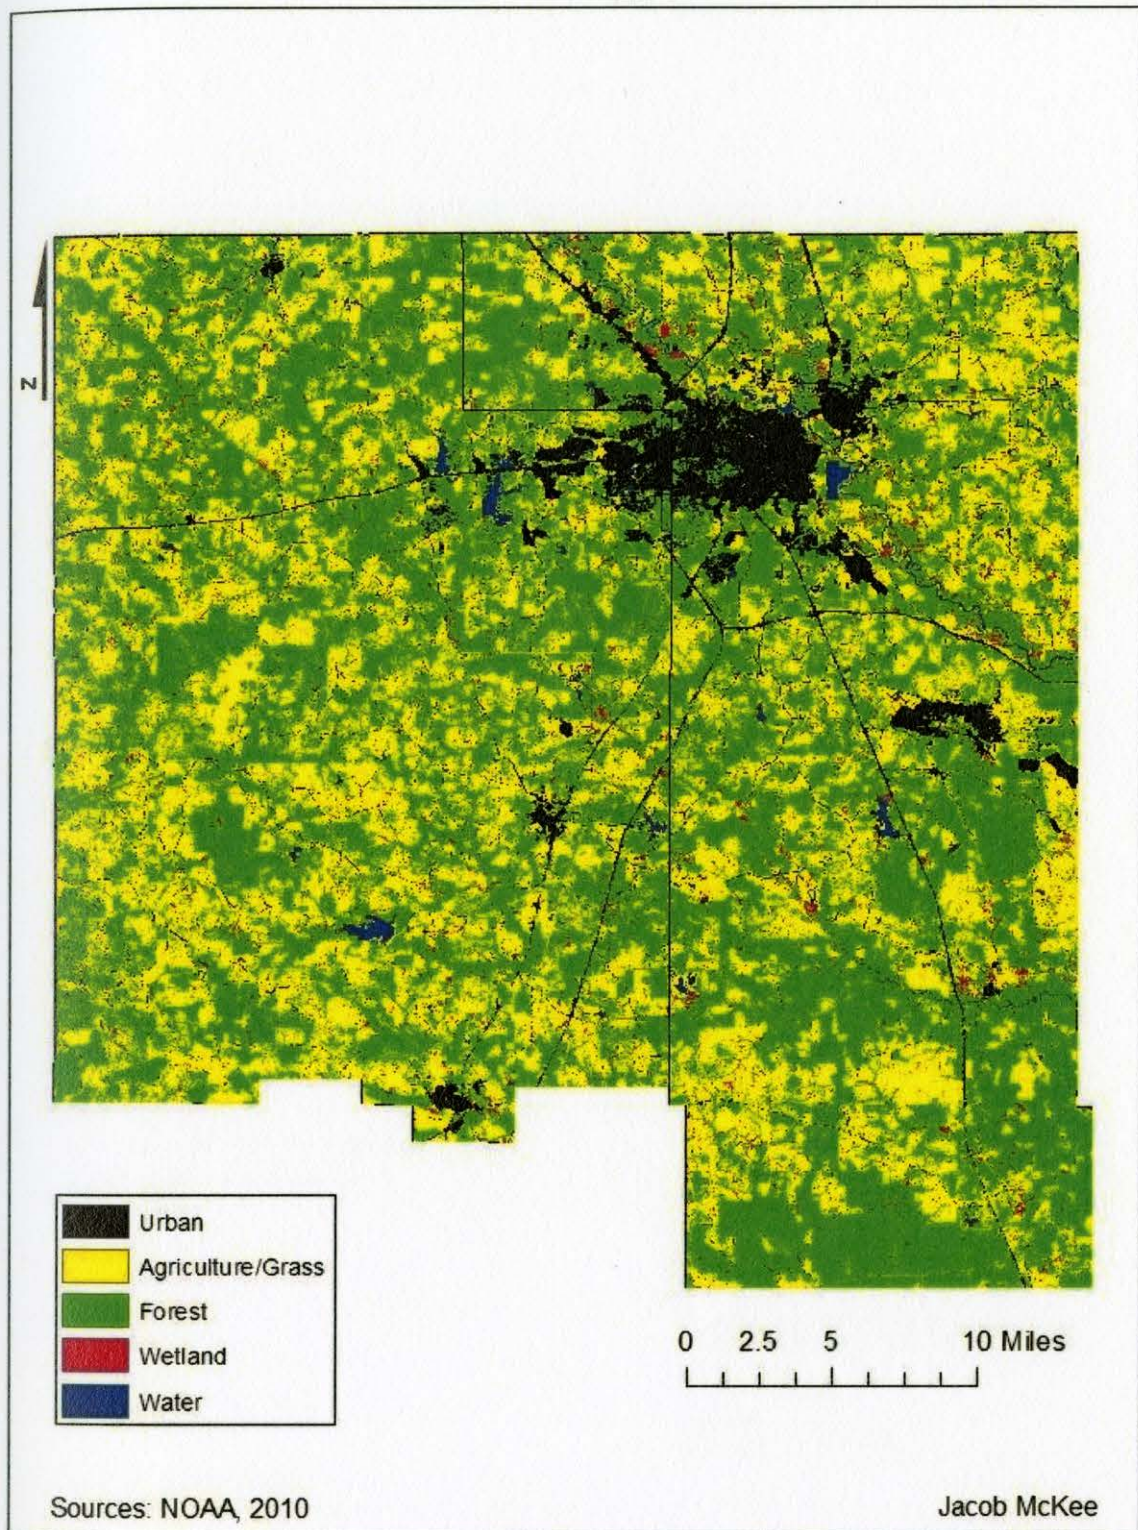 N
Urban
Agriculture/Grass
Forest
Wetland
Water
0 2.5 5 10 Miles
Sources: NOAA, 2010
Jacob McKee